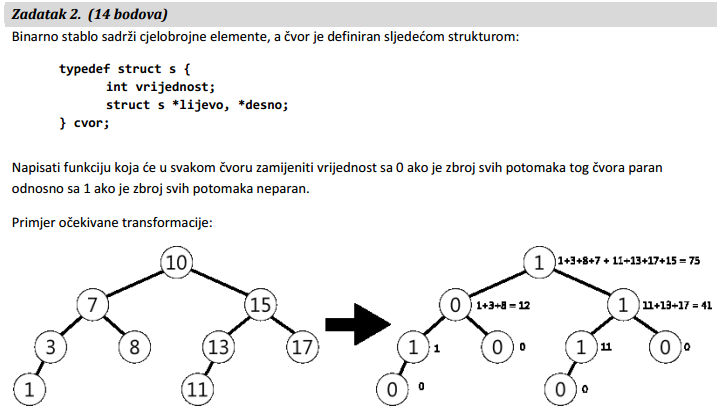 Zadatak 2. (14 bodova)
Binarno stablo sadrži cjelobrojne elemente, a čvor je definiran sljedećom strukturom:
typedef struct s {
int vrijednost;
struct s *lijevo, *desno;
} cvor;
Napisati funkciju koja će u svakom čvoru zamijeniti vrijednost sa 0 ako je zbroj svih potomaka tog čvora paran
odnosno sa 1 ako je zbroj svih potomaka neparan.
Primjer očekivane transformacije:
10 1 1+3+8+7 + 11+13+17+15 = 75
7 15 0 1+3+8 = 12 1 11+13+17 = 41
3 8 13 17 1 1 0 0 1 11 0 0
1 11 0 0 0 0